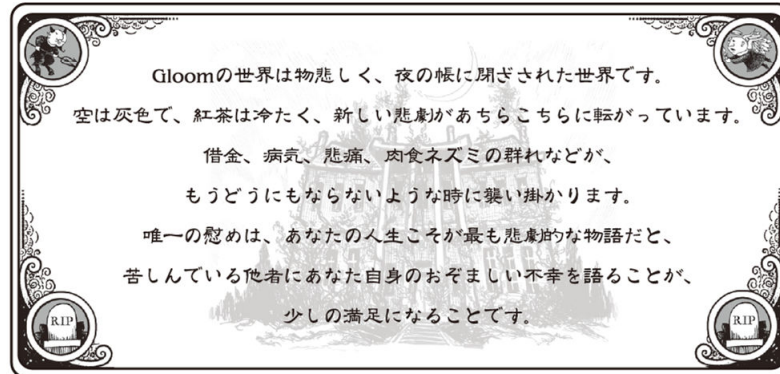 Gloomの世界は物悲しく、夜の帳に閉ざされた世界です。
空は灰色で、紅茶は冷たく、新しい悲劇があちらこちらに転がっています。
借金、病気、悲痛、肉食ネズミの群れなどが、
もうどうにもならないような時に襲い掛かります。
唯一の慰めは、あなたの人生こそが最も悲劇的な物語だと、
苦しんでいる他者にあなた自身のおぞましい不幸を語ることが、
少しの満足になることです。
RIP
RIP